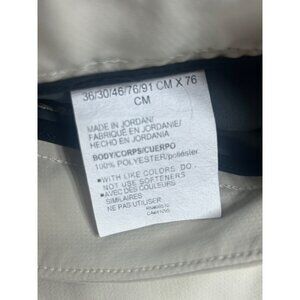 36/30/46/76/91 CM X 76
CM
MADE IN JORDAN/
FABRIQUÉ EN JORDANIE/
HECHO EN JORDANIA
BODY/CORPS/CUERPO
100% POLYESTER/poliéster.
■WITH LIKE COLORS DO
NOT USE SOFTENERS
■AVEC DES COULEURS
SIMILAIRES
NE PAS UTILISER